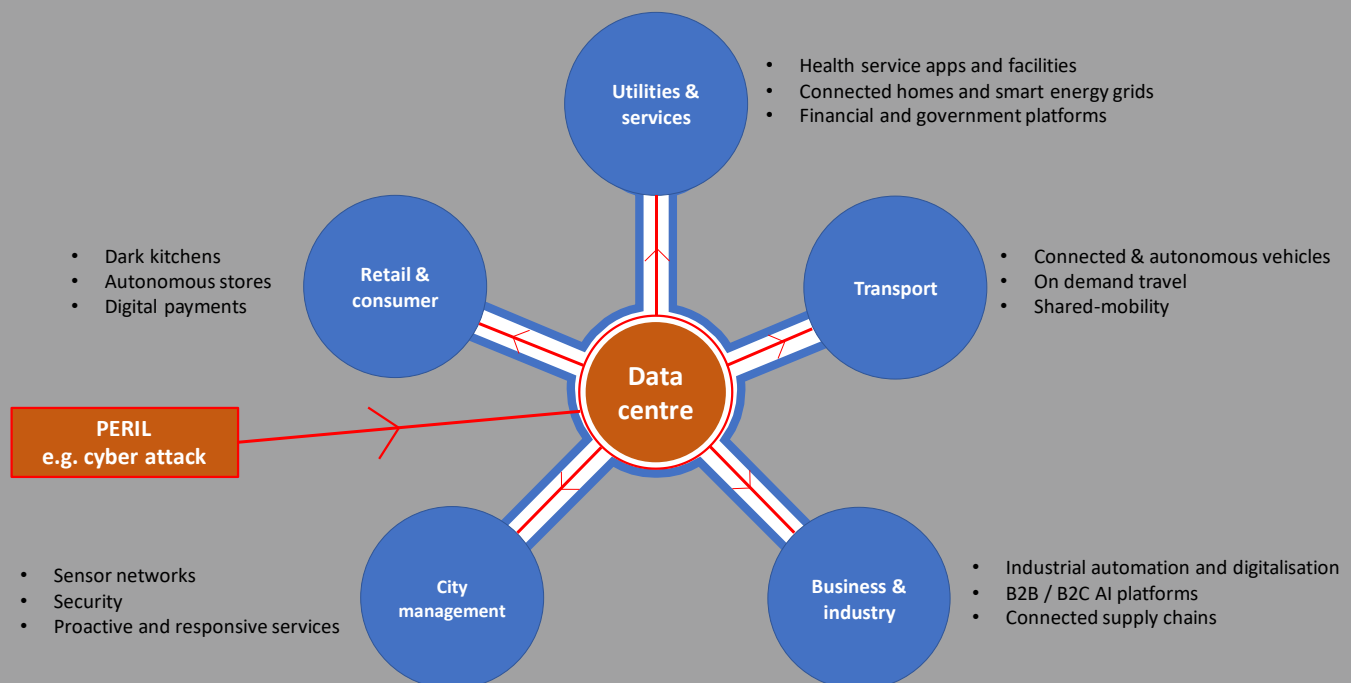 Utilities &
services
• Health service apps and facilities
• Connected homes and smart energy grids
• Financial and government platforms
• Dark kitchens
• Autonomous stores
• Digital payments
Retail &
consumer
Transport
• Connected & autonomous vehicles
• On demand travel
• Shared-mobility
Data
centre
PERIL
e.g. cyber attack
• Sensor networks
• Security
• Proactive and responsive services
City
management
Business &
industry
• Industrial automation and digitalisation
• B2B / B2C AI platforms
• Connected supply chains